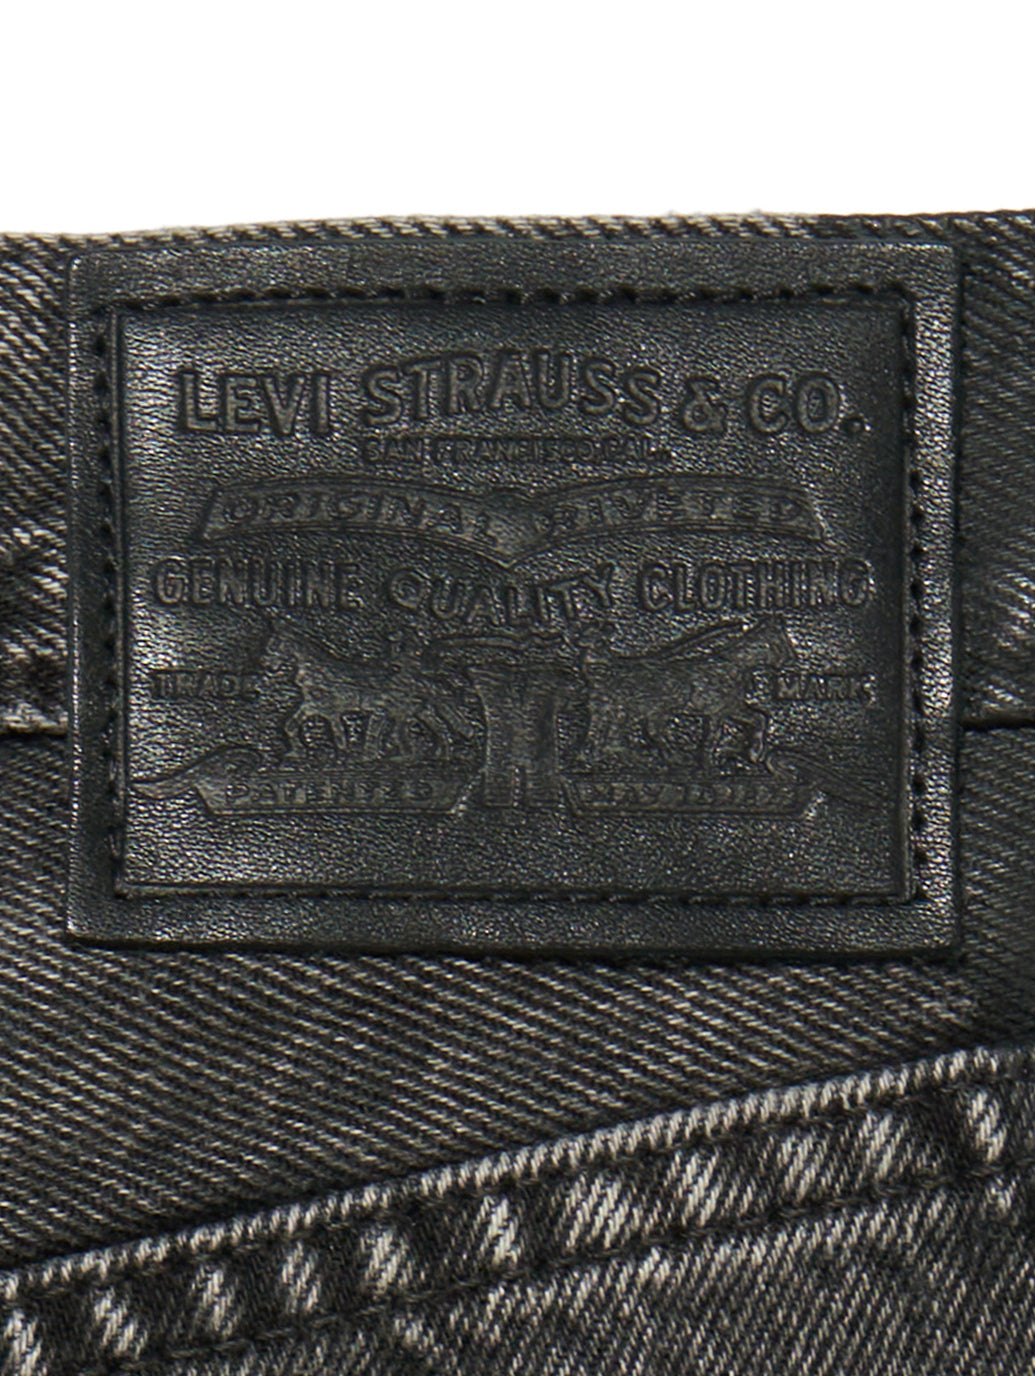 LEVI STRAUSS & CO.
SAN FRANCISCO, CAL.
ORIGINAL RIVETED
GENUINE QUALITY CLOTHING
TRADE MARK
PATENTED